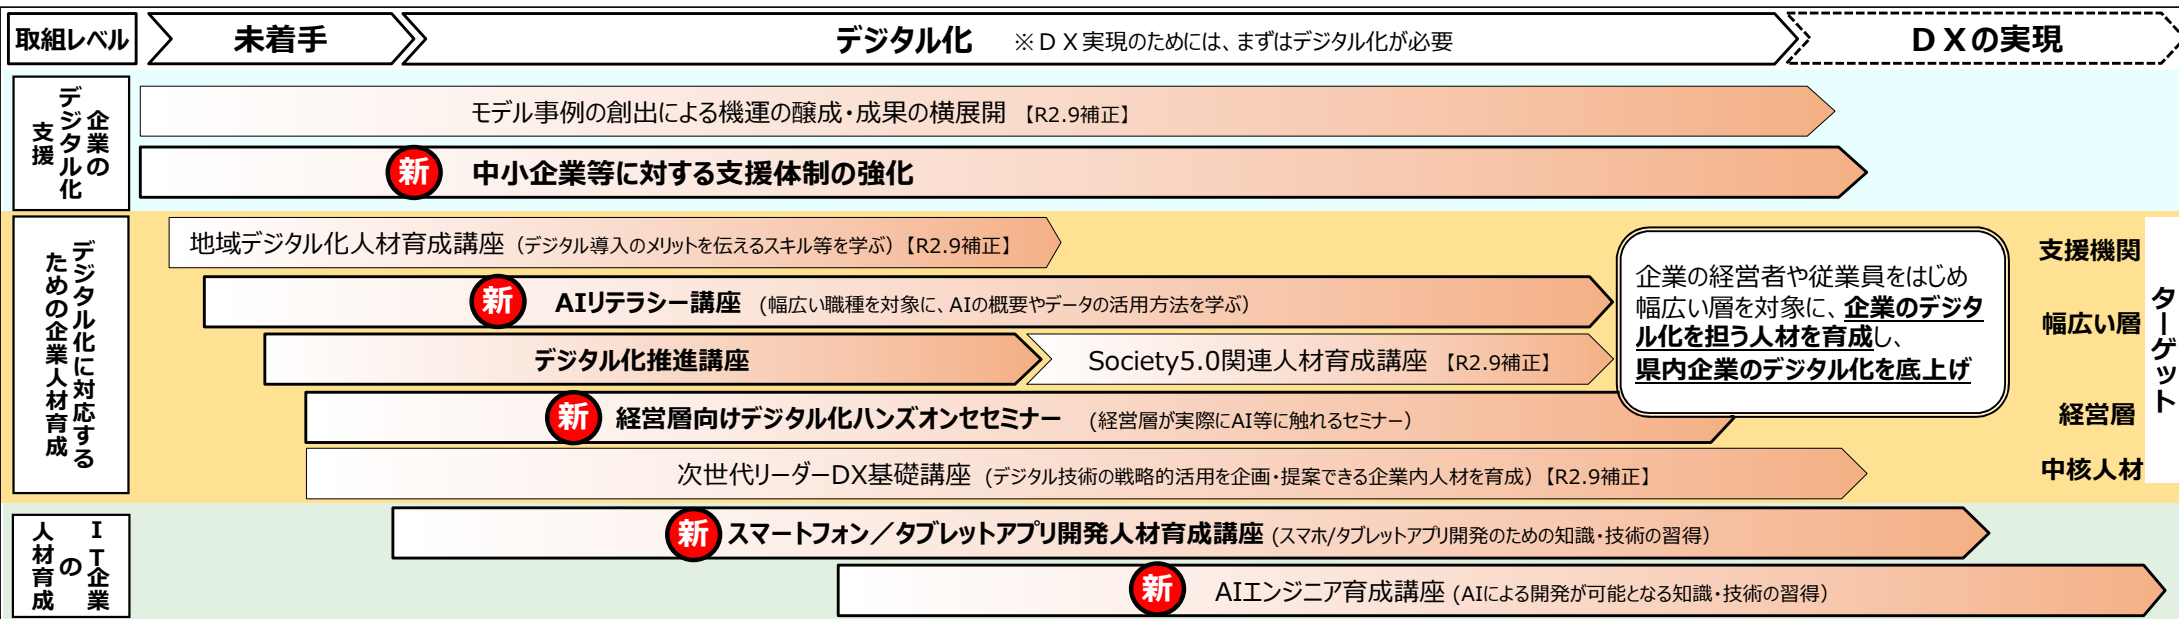 取組レベル
未着手
デジタル化 ※ＤＸ実現のためには、まずはデジタル化が必要
ＤＸの実現
企業の
デジタル化
支援
モデル事例の創出による機運の醸成・成果の横展開 【R2.9補正】
新 中小企業等に対する支援体制の強化
デジタル化に対応する
ための企業人材育成
地域デジタル化人材育成講座 (デジタル導入のメリットを伝えるスキル等を学ぶ)【R2.9補正】
新 AIリテラシー講座 (幅広い職種を対象に、AIの概要やデータの活用方法を学ぶ)
デジタル化推進講座
Society5.0関連人材育成講座 【R2.9補正】
新 経営層向けデジタル化ハンズオンセセミナー (経営層が実際にAI等に触れるセミナー)
次世代リーダーDX基礎講座 (デジタル技術の戦略的活用を企画・提案できる企業内人材を育成)【R2.9補正】
企業の経営者や従業員をはじめ
幅広い層を対象に、企業のデジタ
ル化を担う人材を育成し、
県内企業のデジタル化を底上げ
支援機関
幅広い層
経営層
中核人材
ターゲット
ＩＴ企業
の
人材育成
新 スマートフォン／タブレットアプリ開発人材育成講座 (スマホ/タブレットアプリ開発のための知識・技術の習得)
新 AIエンジニア育成講座 (AIによる開発が可能となる知識・技術の習得)